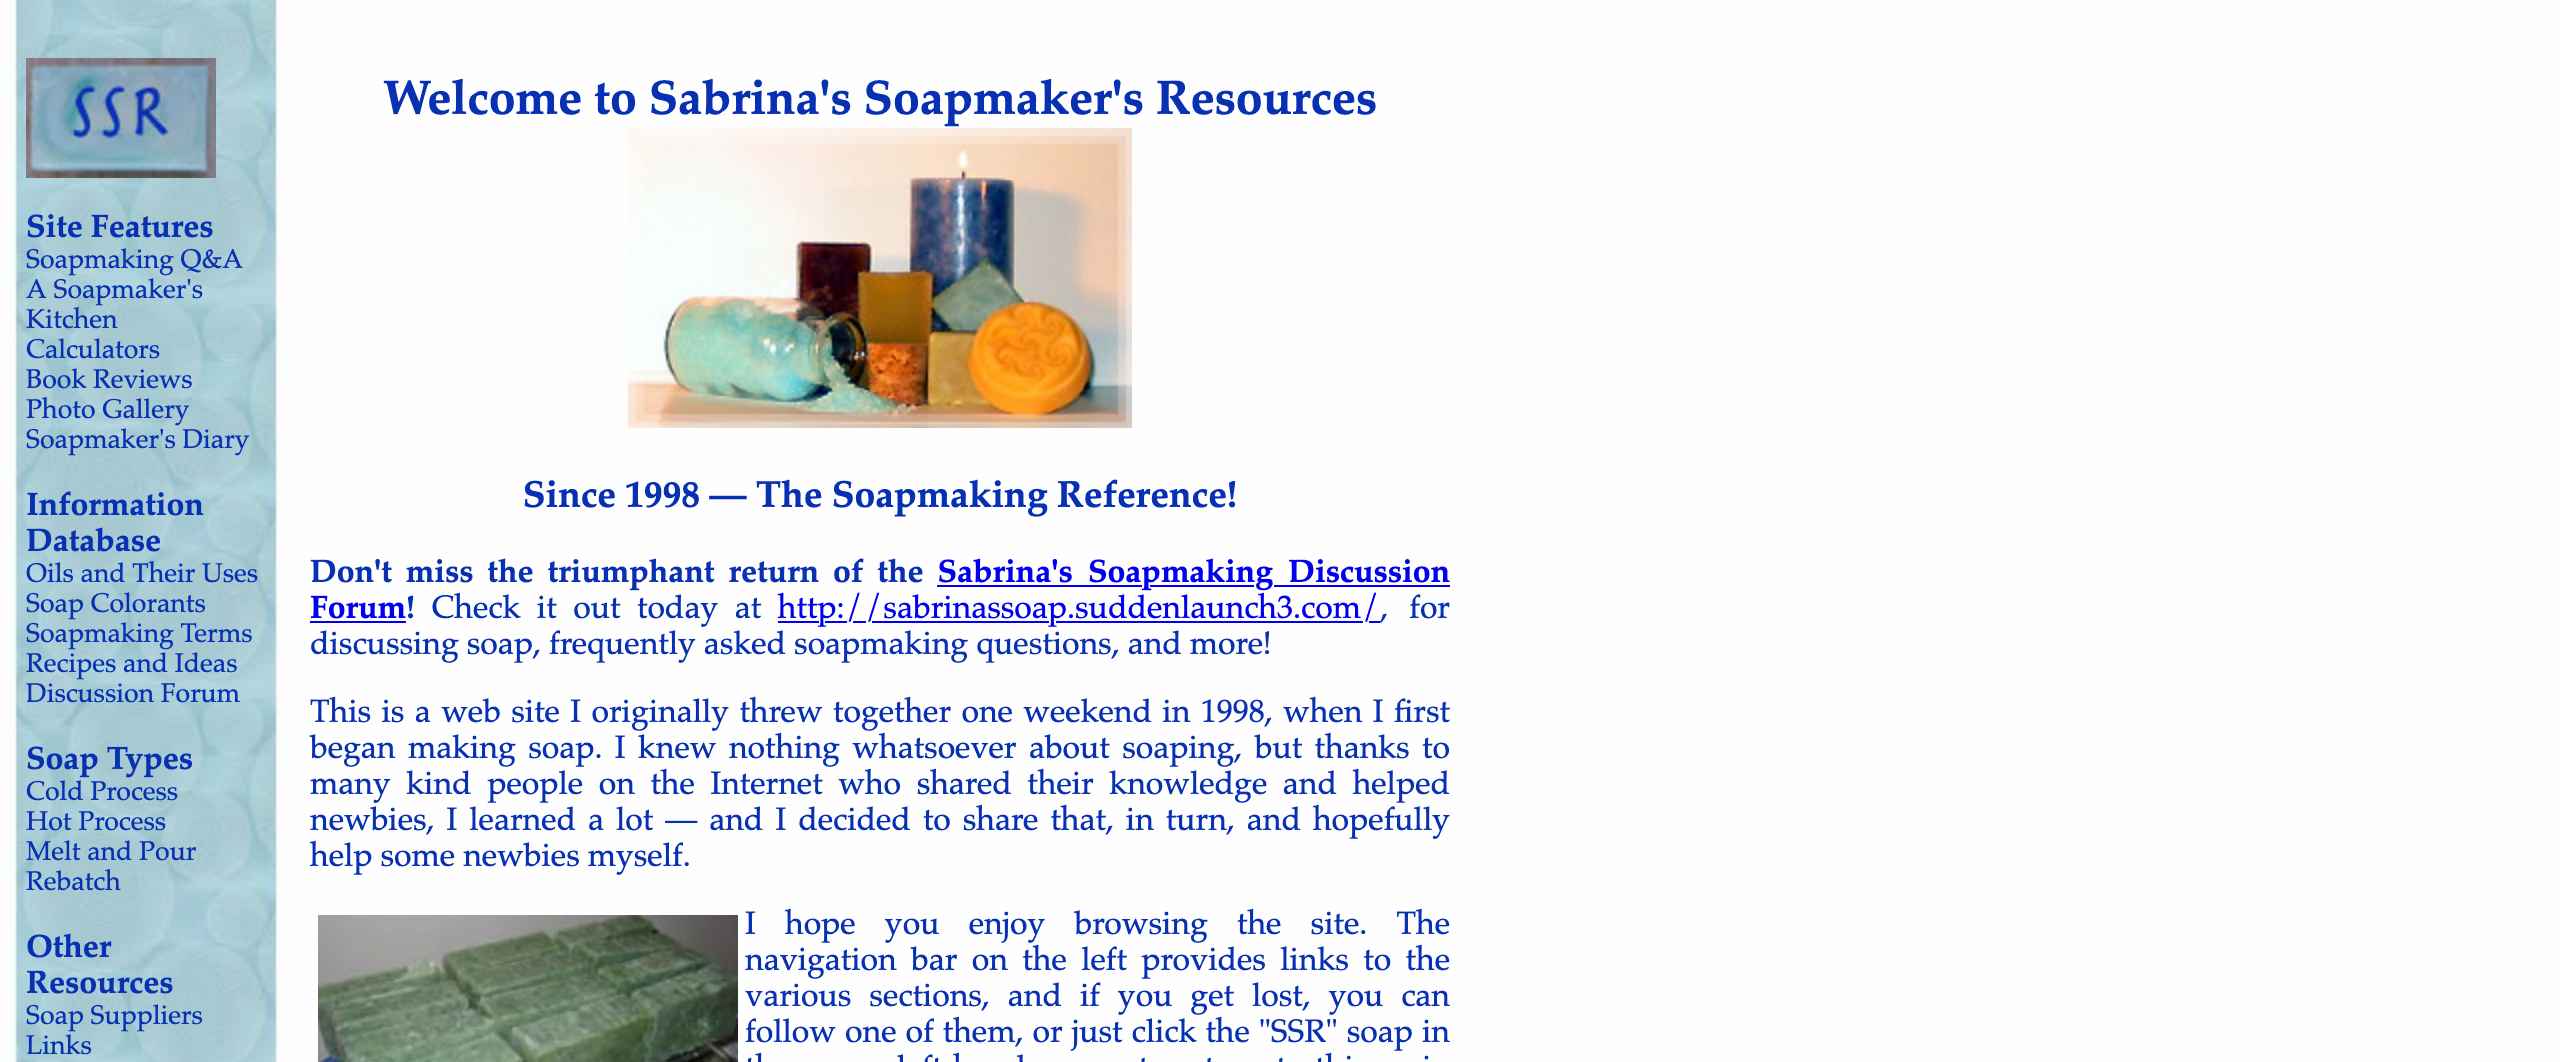 SSR
Site Features
Soapmaking Q&A
A Soapmaker's
Kitchen
Calculators
Book Reviews
Photo Gallery
Soapmaker's Diary
Information
Database
Oils and Their Uses
Soap Colorants
Soapmaking Terms
Recipes and Ideas
Discussion Forum
Soap Types
Cold Process
Hot Process
Melt and Pour
Rebatch
Other
Resources
Soap Suppliers
Links
Welcome to Sabrina's Soapmaker's Resources
Since 1998 — The Soapmaking Reference!
Don't miss the triumphant return of the Sabrina's Soapmaking Discussion
Forum! Check it out today at http://sabrinassoap.suddenlaunch3.com/, for
discussing soap, frequently asked soapmaking questions, and more!
This is a web site I originally threw together one weekend in 1998, when I first
began making soap. I knew nothing whatsoever about soaping, but thanks to
many kind people on the Internet who shared their knowledge and helped
newbies, I learned a lot — and I decided to share that, in turn, and hopefully
help some newbies myself.
I hope you enjoy browsing the site. The
navigation bar on the left provides links to the
various sections, and if you get lost, you can
follow one of them, or just click the "SSR" soap in